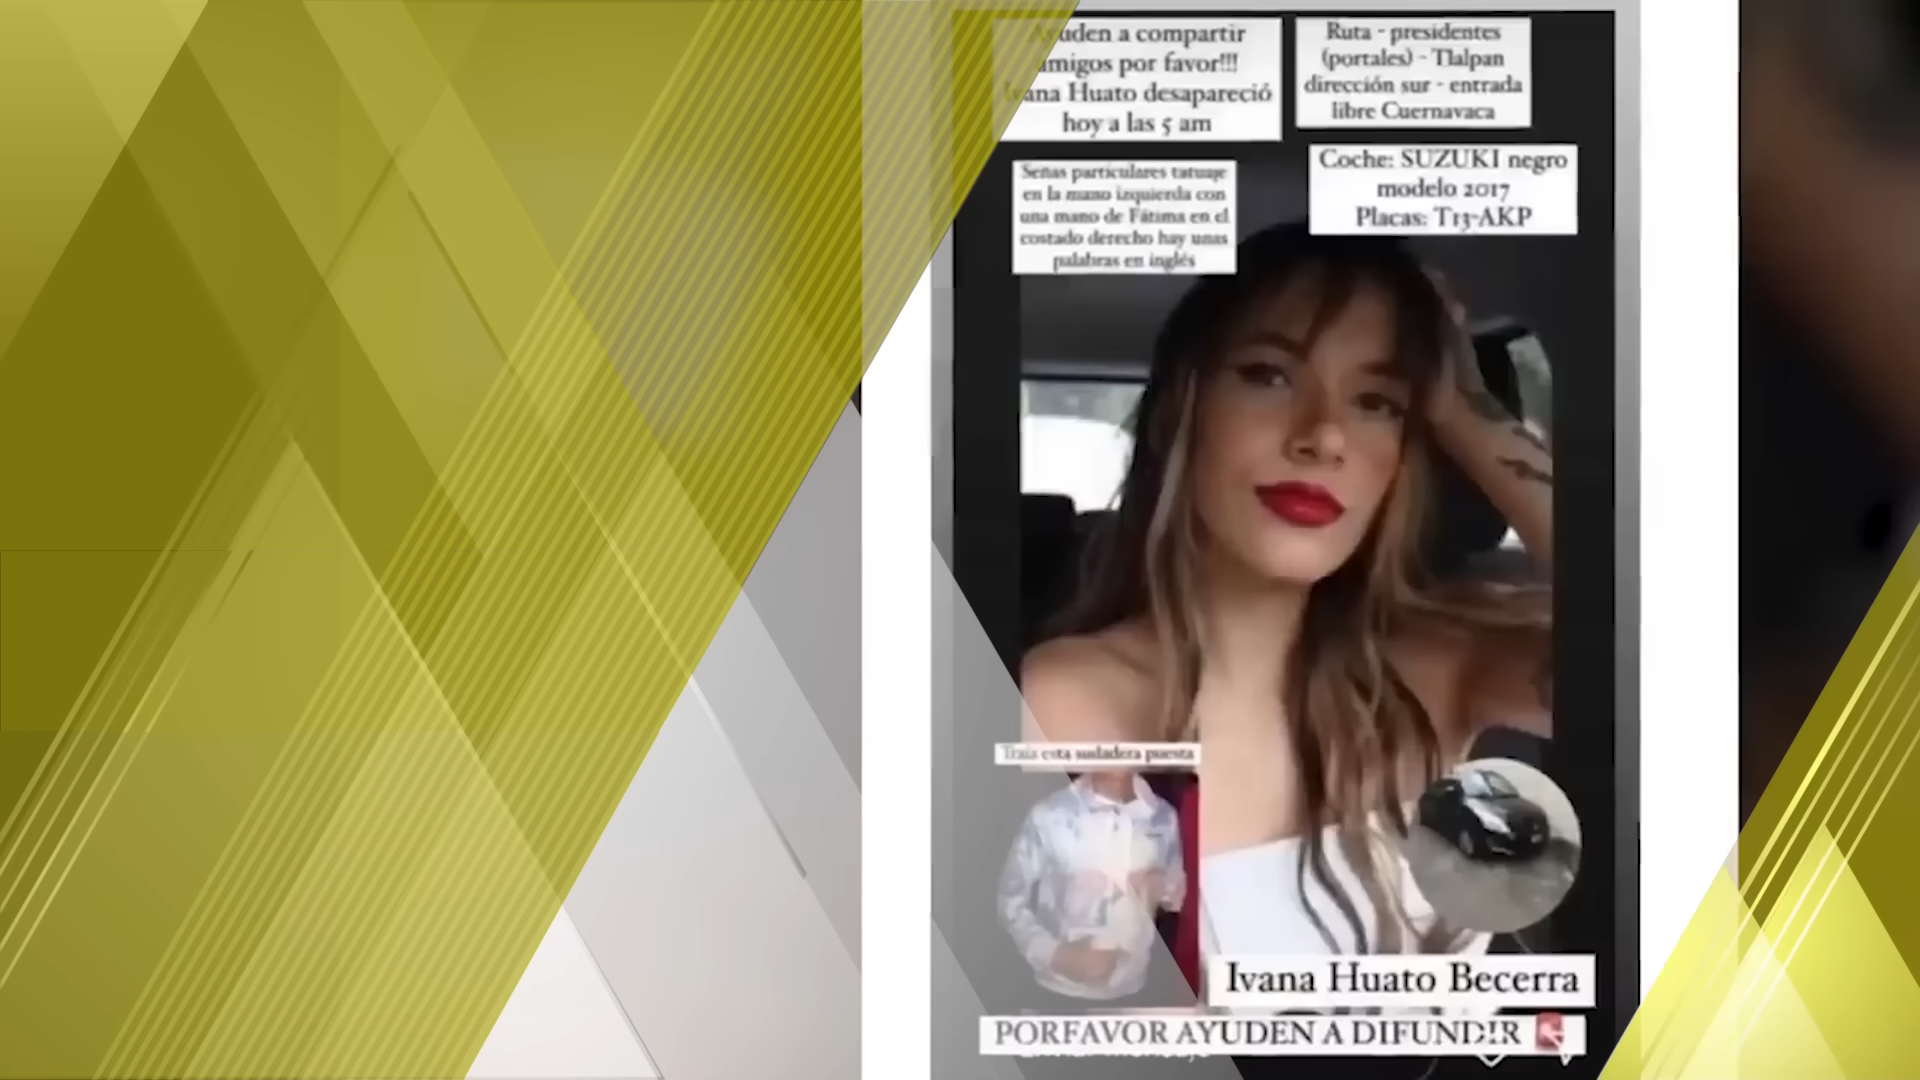 Ayuden a compartir
amigos por favor!!!
Ivana Huato desapareció
hoy a las 5 am
Ruta - presidentes
(portales) - Tlalpan
dirección sur - entrada
libre Cuernavaca
Coche: SUZUKI negro
modelo 2017
Placas: T13-AKP
Señas particulares tatuaje
en la mano izquierda con
una mano de Fátima en el
costado derecho hay unas
palabras en inglés
Traía esta sudadera puesta
Ivana Huato Becerra
PORFAVOR AYUDEN A DIFUNDIR